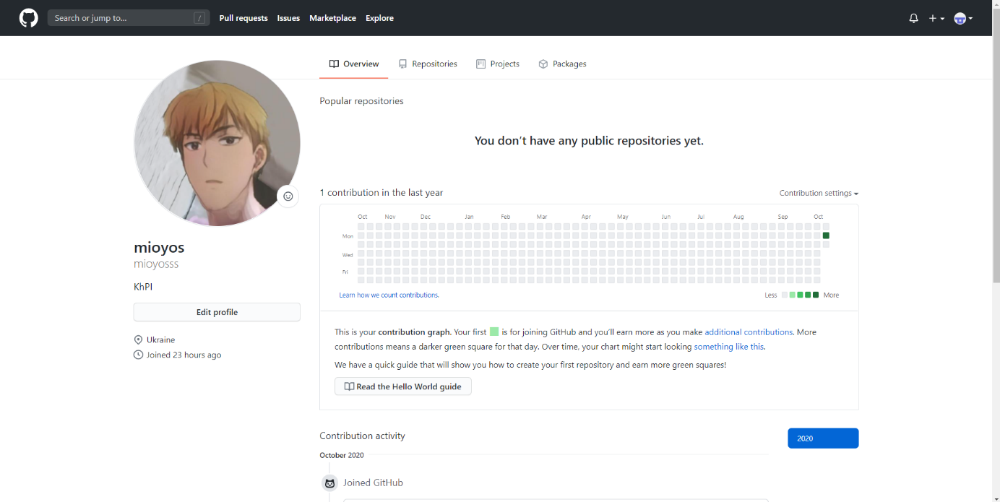 Search or jump to... /
Pull requests Issues Marketplace Explore
Overview Repositories Projects Packages
Popular repositories
You don't have any public repositories yet.
mioyos
mioyosss
KhPI
Edit profile
Ukraine
Joined 23 hours ago
1 contribution in the last year
Contribution settings
Oct Nov Dec Jan Feb Mar Apr May Jun Jul Aug Sep Oct
Mon
Wed
Fri
Learn how we count contributions.
Less More
This is your contribution graph. Your first is for joining GitHub and you'll earn more as you make additional contributions. More
contributions means a darker green square for that day. Over time, your chart might start looking something like this.
We have a quick guide that will show you how to create your first repository and earn more green squares!
Read the Hello World guide
Contribution activity
2020
October 2020
Joined GitHub